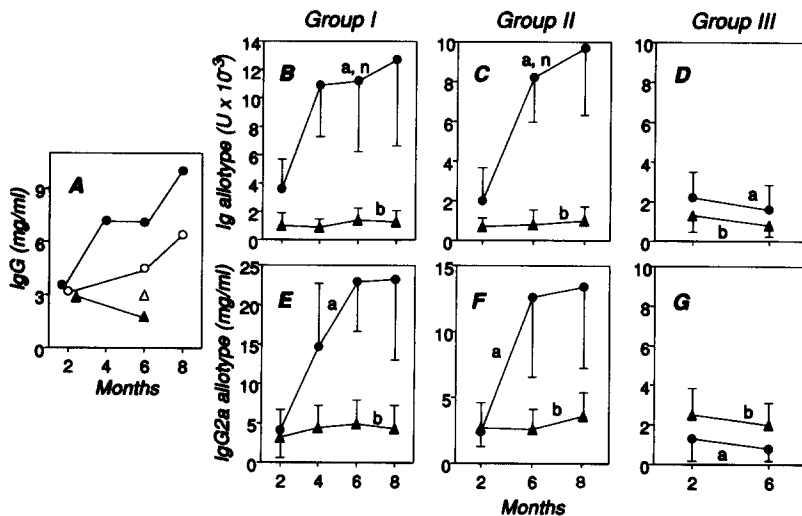 Group I Group II Group III
Ig allotype (U x 10⁻³)
14
12
10
8
6
4
2
0
B
a, n
b
10
8
6
4
2
0
C
a, n
b
10
8
6
4
2
0
D
a
b
IgG (mg/ml)
9
6
3
0
A
2 4 6 8
Months
IgG2a allotype (mg/ml)
25
20
15
10
5
0
E
a
b
2 4 6 8
15
10
5
0
F
a
b
2 4 6 8
10
8
6
4
2
0
G
b
a
2 6
Months